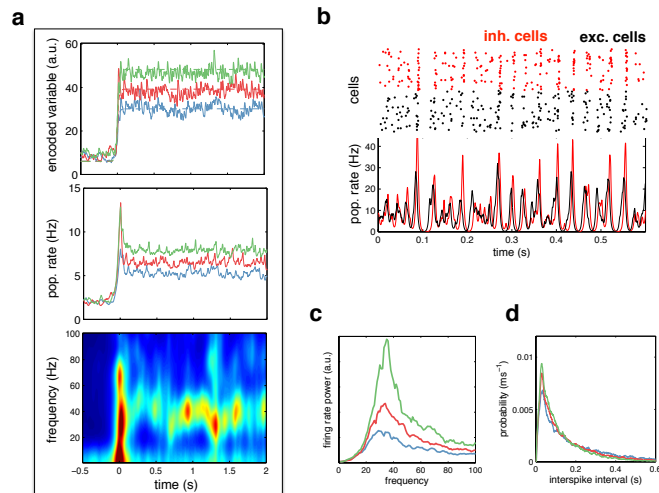 a
encoded variable (a.u.)
60
40
20
0
pop. rate (Hz)
15
10
5
0
frequency (Hz)
100
80
60
40
20
−0.5 0 0.5 1 1.5 2
time (s)
b
inh. cells exc. cells
cells
pop. rate (Hz)
40
20
0
0 0.1 0.2 0.3 0.4 0.5
time (s)
c
firing rate power (a.u.)
0 20 40 60 80 100
frequency
d
probability (ms⁻¹)
0.01
0.005
0
0 0.2 0.4 0.6
interspike interval (s)